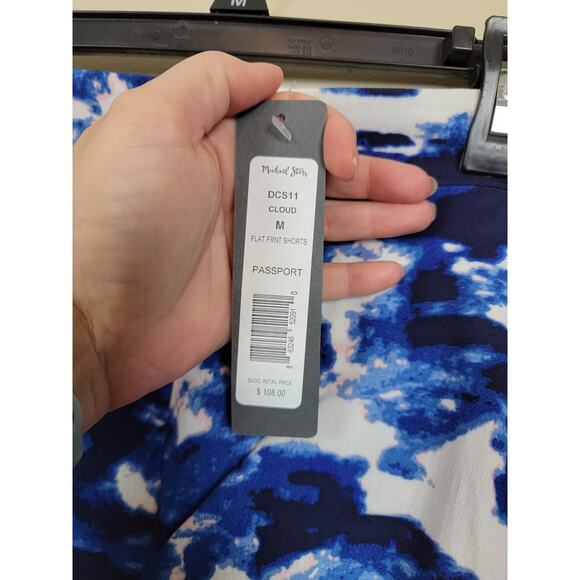 M
Michael Stars
DCS11
CLOUD
M
FLAT FRNT SHORTS
PASSPORT
SUGG. RETAIL PRICE
$ 108.00